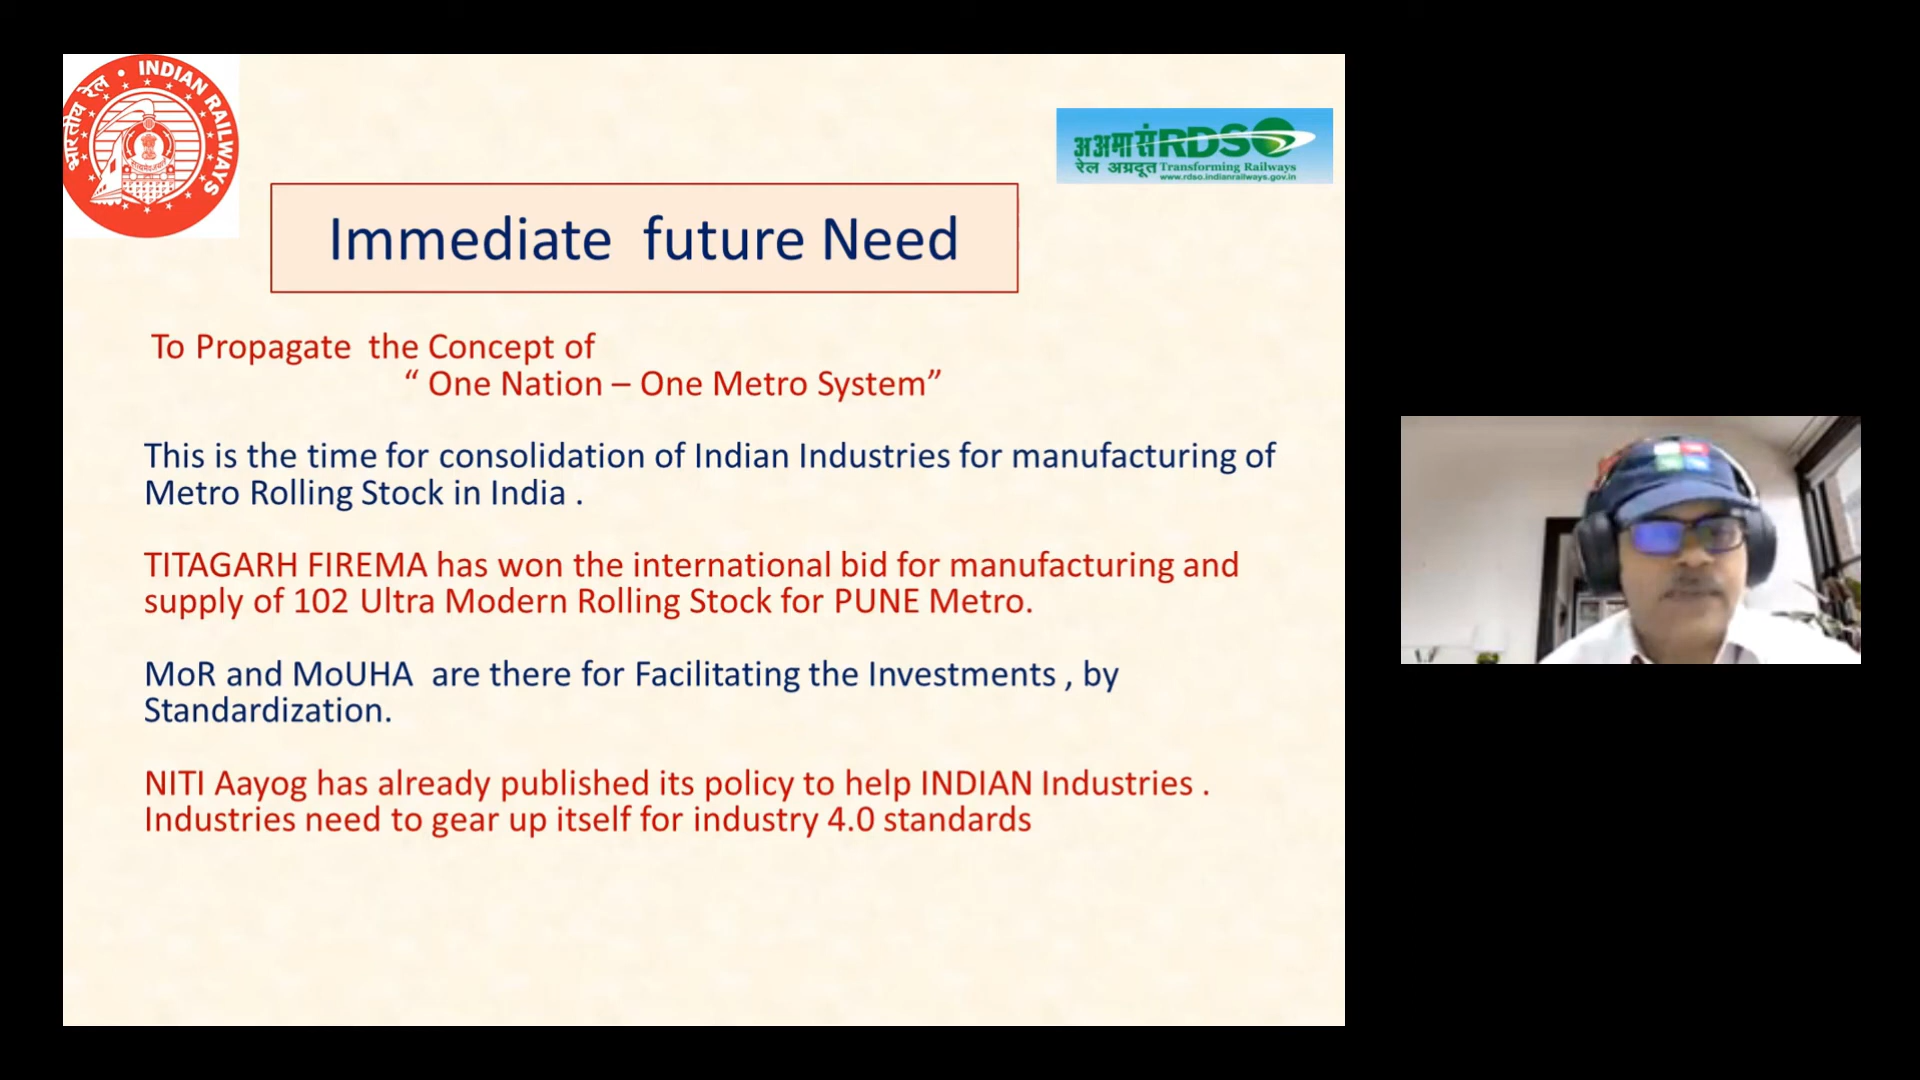 भारतीय रेल • INDIAN RAILWAYS
अअमासंRDSO
रेल अग्रदूत Transforming Railways
www.rdso.indianrailways.gov.in
Immediate future Need
To Propagate the Concept of
“ One Nation – One Metro System”
This is the time for consolidation of Indian Industries for manufacturing of
Metro Rolling Stock in India .
TITAGARH FIREMA has won the international bid for manufacturing and
supply of 102 Ultra Modern Rolling Stock for PUNE Metro.
MoR and MoUHA are there for Facilitating the Investments , by
Standardization.
NITI Aayog has already published its policy to help INDIAN Industries .
Industries need to gear up itself for industry 4.0 standards